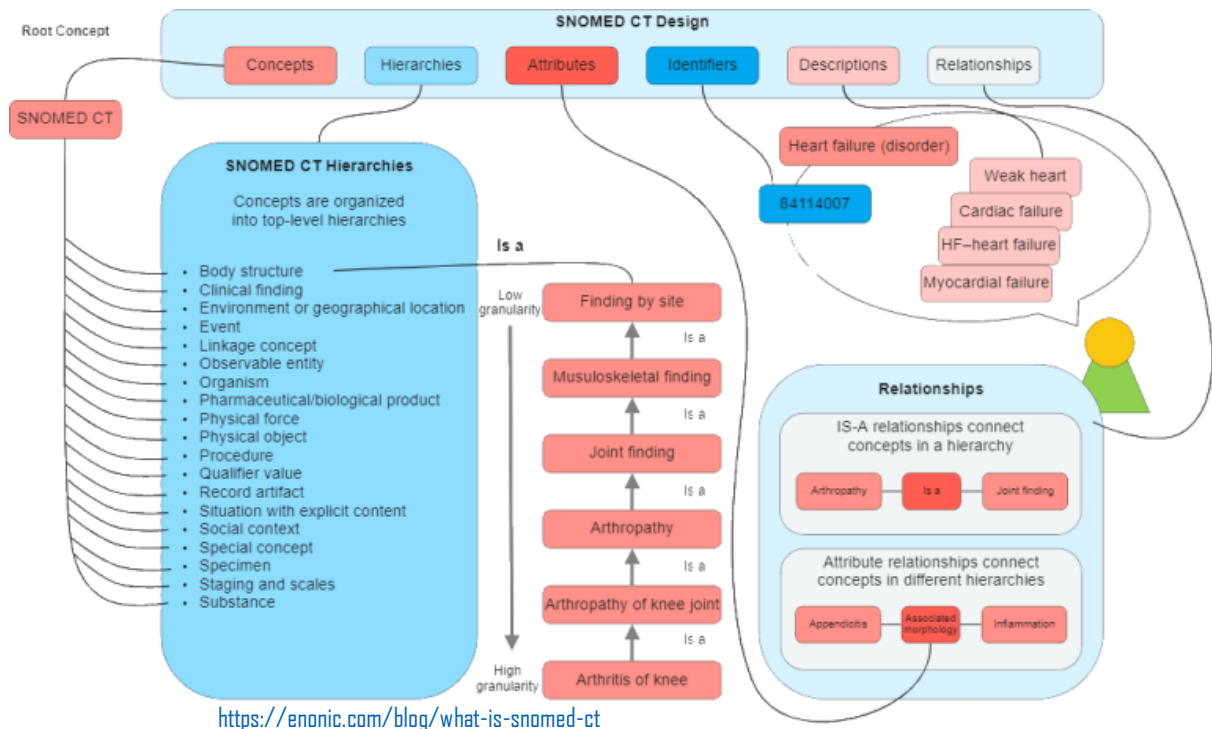 SNOMED CT Design
Root Concept
Concepts
Hierarchies
Attributes
Identifiers
Descriptions
Relationships
SNOMED CT
SNOMED CT Hierarchies
Concepts are organized
into top-level hierarchies
• Body structure
• Clinical finding
• Environment or geographical location
• Event
• Linkage concept
• Observable entity
• Organism
• Pharmaceutical/biological product
• Physical force
• Physical object
• Procedure
• Qualifier value
• Record artifact
• Situation with explicit content
• Social context
• Special concept
• Specimen
• Staging and scales
• Substance
Is a
Low
granularity
High
granularity
Finding by site
Is a
Musuloskeletal finding
Is a
Joint finding
Is a
Arthropathy
Is a
Arthropathy of knee joint
Is a
Arthritis of knee
Heart failure (disorder)
84114007
Weak heart
Cardiac failure
HF–heart failure
Myocardial failure
Relationships
IS-A relationships connect
concepts in a hierarchy
Arthropathy
Is a
Joint finding
Attribute relationships connect
concepts in different hierarchies
Appendicitis
Associated
morphology
Inflammation
https://enonic.com/blog/what-is-snomed-ct